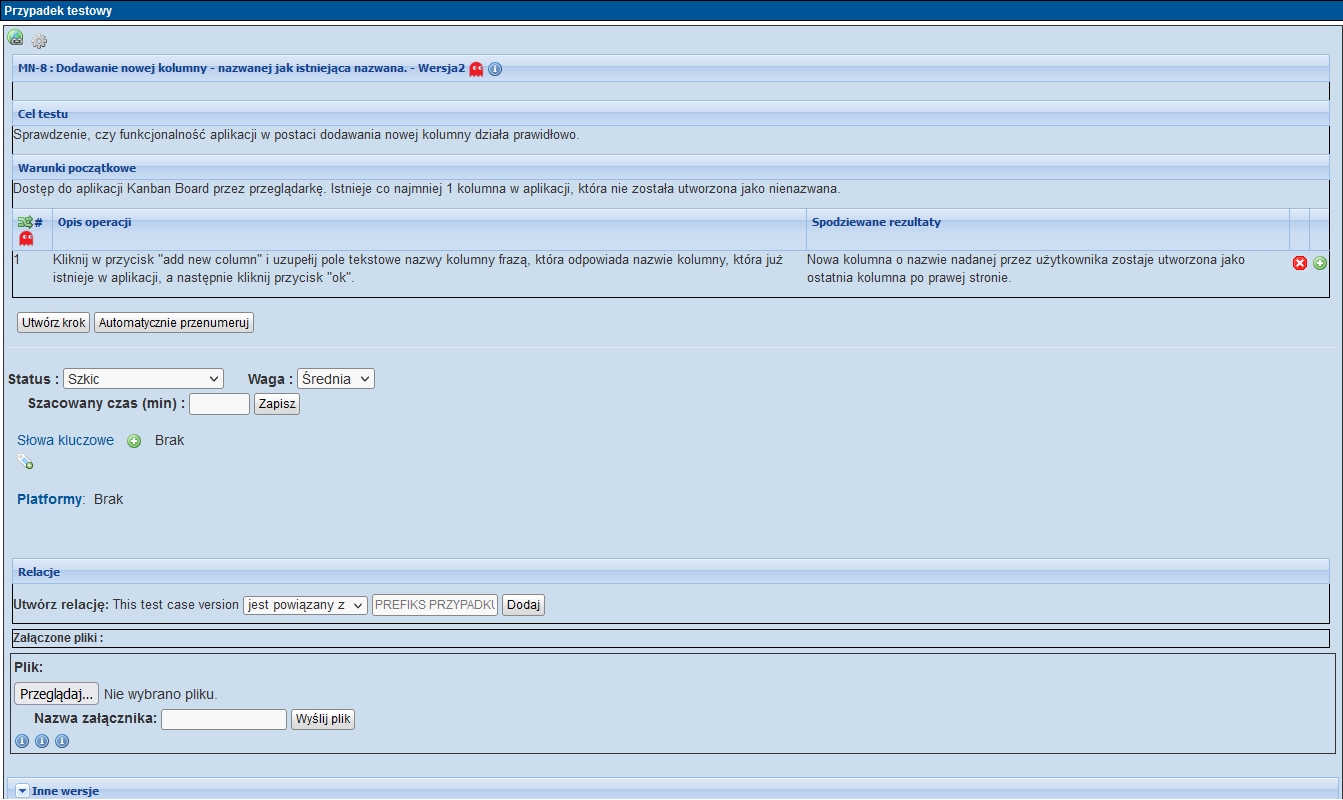 Przypadek testowy
MN-8 : Dodawanie nowej kolumny - nazwanej jak istniejąca nazwana. - Wersja2
Cel testu
Sprawdzenie, czy funkcjonalność aplikacji w postaci dodawania nowej kolumny działa prawidłowo.
Warunki początkowe
Dostęp do aplikacji Kanban Board przez przeglądarkę. Istnieje co najmniej 1 kolumna w aplikacji, która nie została utworzona jako nienazwana.
# Opis operacji Spodziewane rezultaty
1 Kliknij w przycisk "add new column" i uzupełij pole tekstowe nazwy kolumny frazą, która odpowiada nazwie kolumny, która już Nowa kolumna o nazwie nadanej przez użytkownika zostaje utworzona jako
istnieje w aplikacji, a następnie kliknij przycisk "ok". ostatnia kolumna po prawej stronie.
Utwórz krok Automatycznie przenumeruj
Status : Szkic Waga : Średnia
Szacowany czas (min) : Zapisz
Słowa kluczowe Brak
Platformy: Brak
Relacje
Utwórz relację: This test case version jest powiązany z PREFIKS PRZYPADKU Dodaj
Załączone pliki :
Plik:
Przeglądaj... Nie wybrano pliku.
Nazwa załącznika: Wyślij plik
Inne wersje